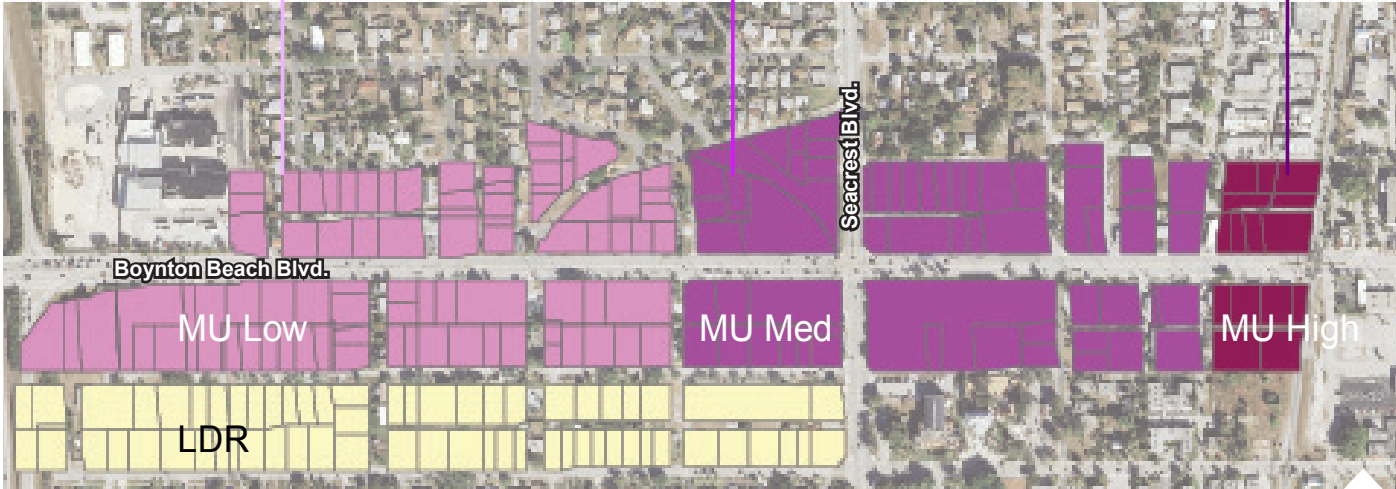 Seacrest Blvd.
Boynton Beach Blvd.
MU Low
MU Med
MU High
LDR